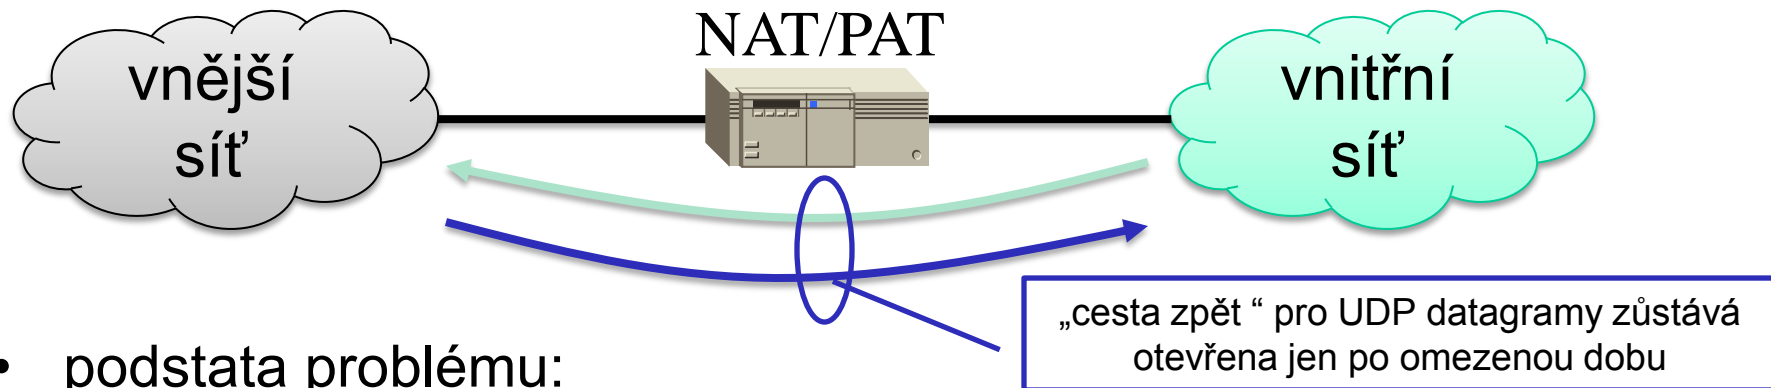 NAT/PAT
vnější
síť
vnitřní
síť
„cesta zpět “ pro UDP datagramy zůstává
otevřena jen po omezenou dobu
• podstata problému: